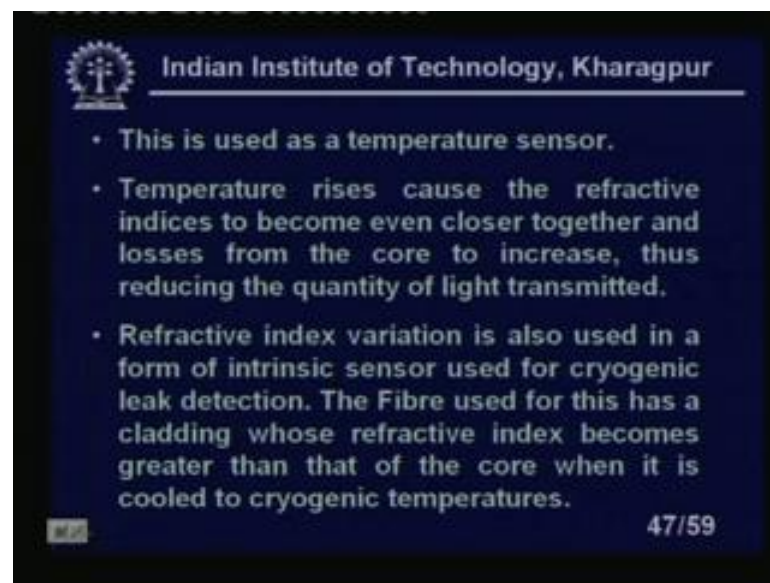 Indian Institute of Technology, Kharagpur
• This is used as a temperature sensor.
• Temperature rises cause the refractive
indices to become even closer together and
losses from the core to increase, thus
reducing the quantity of light transmitted.
• Refractive index variation is also used in a
form of intrinsic sensor used for cryogenic
leak detection. The Fibre used for this has a
cladding whose refractive index becomes
greater than that of the core when it is
cooled to cryogenic temperatures.
47/59